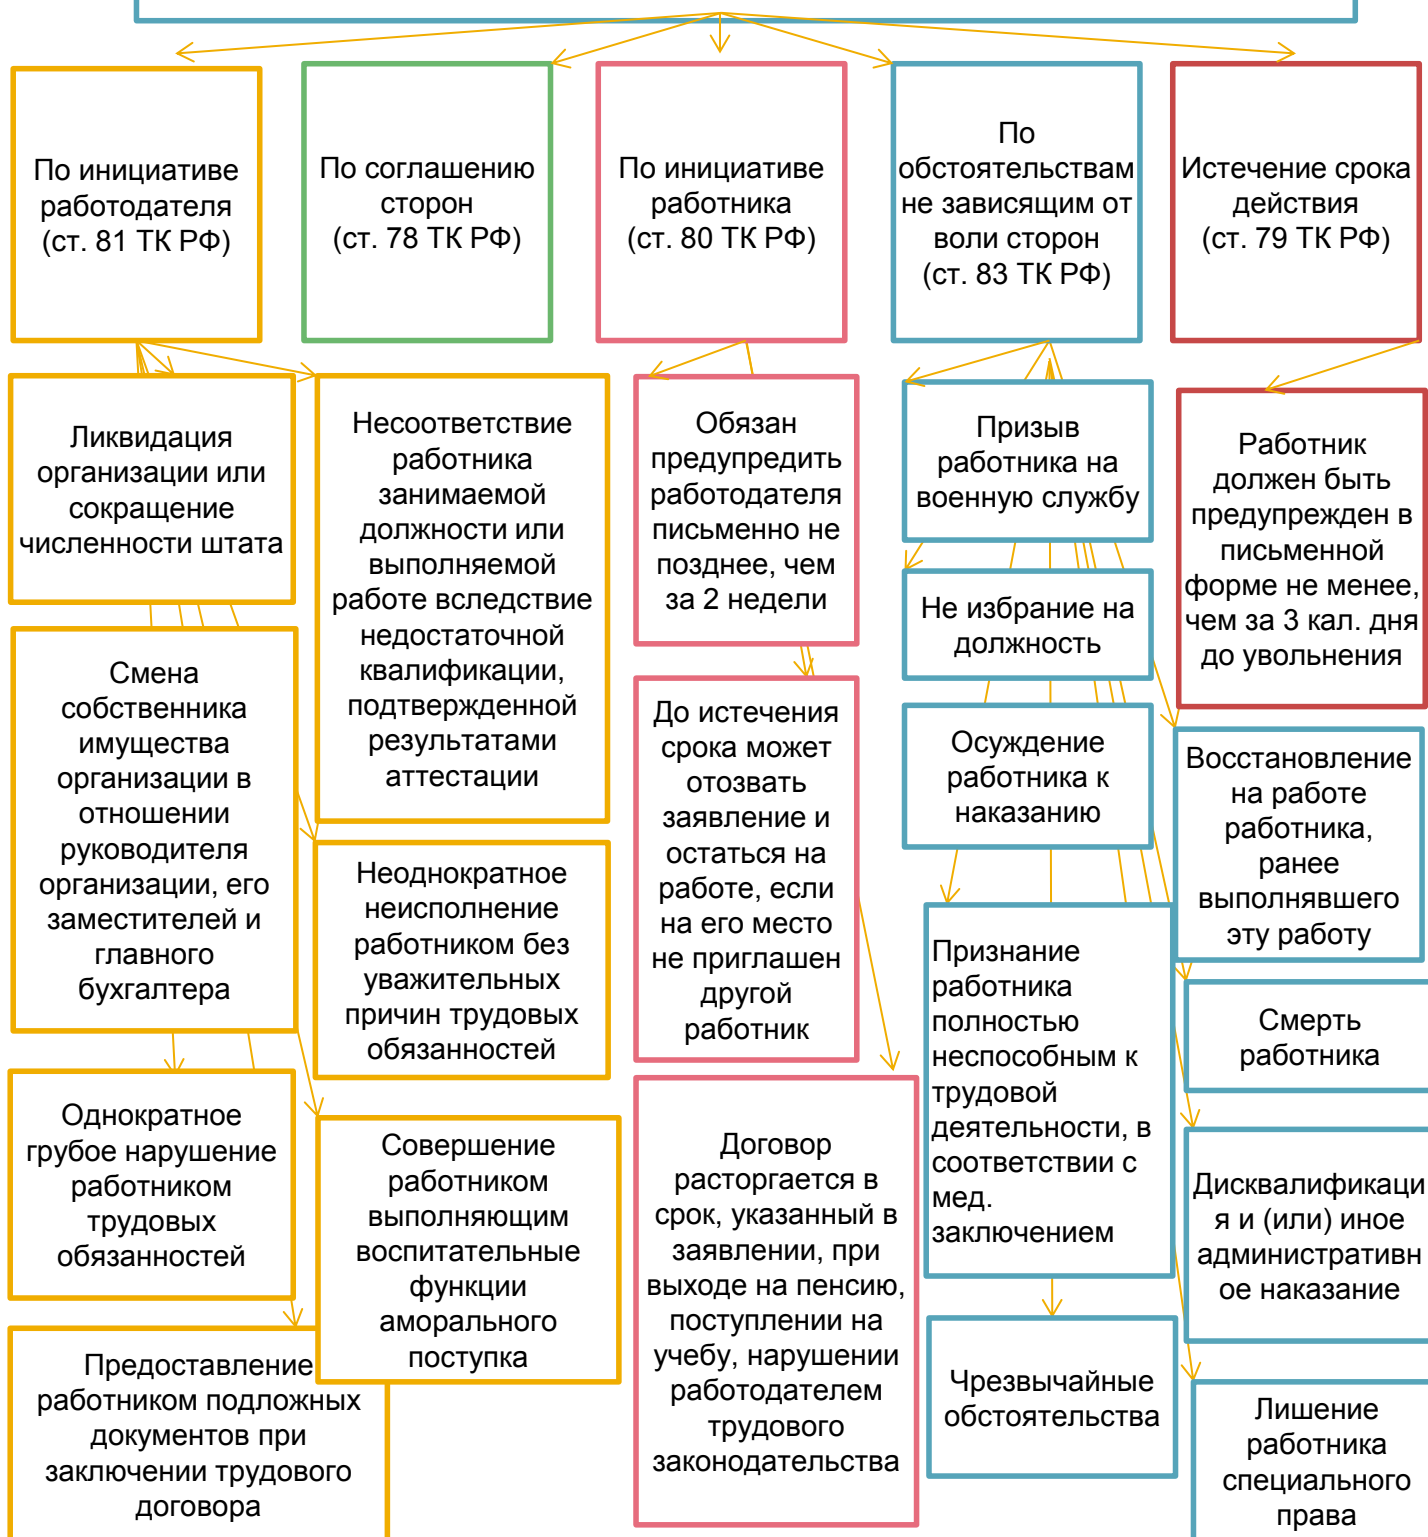 По инициативе
работодателя
(ст. 81 ТК РФ)
По соглашению
сторон
(ст. 78 ТК РФ)
По инициативе
работника
(ст. 80 ТК РФ)
По
обстоятельствам
не зависящим от
воли сторон
(ст. 83 ТК РФ)
Истечение срока
действия
(ст. 79 ТК РФ)
Ликвидация
организации или
сокращение
численности штата
Несоответствие
работника
занимаемой
должности или
выполняемой
работе вследствие
недостаточной
квалификации,
подтвержденной
результатами
аттестации
Обязан
предупредить
работодателя
письменно не
позднее, чем
за 2 недели
Призыв
работника на
военную службу
Работник
должен быть
предупрежден в
письменной
форме не менее,
чем за 3 кал. дня
до увольнения
Не избрание на
должность
Смена
собственника
имущества
организации в
отношении
руководителя
организации, его
заместителей и
главного
бухгалтера
До истечения
срока может
отозвать
заявление и
остаться на
работе, если
на его место
не приглашен
другой
работник
Осуждение
работника к
наказанию
Восстановление
на работе
работника,
ранее
выполнявшего
эту работу
Неоднократное
неисполнение
работником без
уважительных
причин трудовых
обязанностей
Признание
работника
полностью
неспособным к
трудовой
деятельности, в
соответствии с
мед.
заключением
Смерть
работника
Однократное
грубое нарушение
работником
трудовых
обязанностей
Совершение
работником
выполняющим
воспитательные
функции
аморального
поступка
Договор
расторгается в
срок, указанный в
заявлении, при
выходе на пенсию,
поступлении на
учебу, нарушении
работодателем
трудового
законодательства
Дисквалификаци
я и (или) иное
административн
ое наказание
Предоставление
работником подложных
документов при
заключении трудового
договора
Чрезвычайные
обстоятельства
Лишение
работника
специального
права